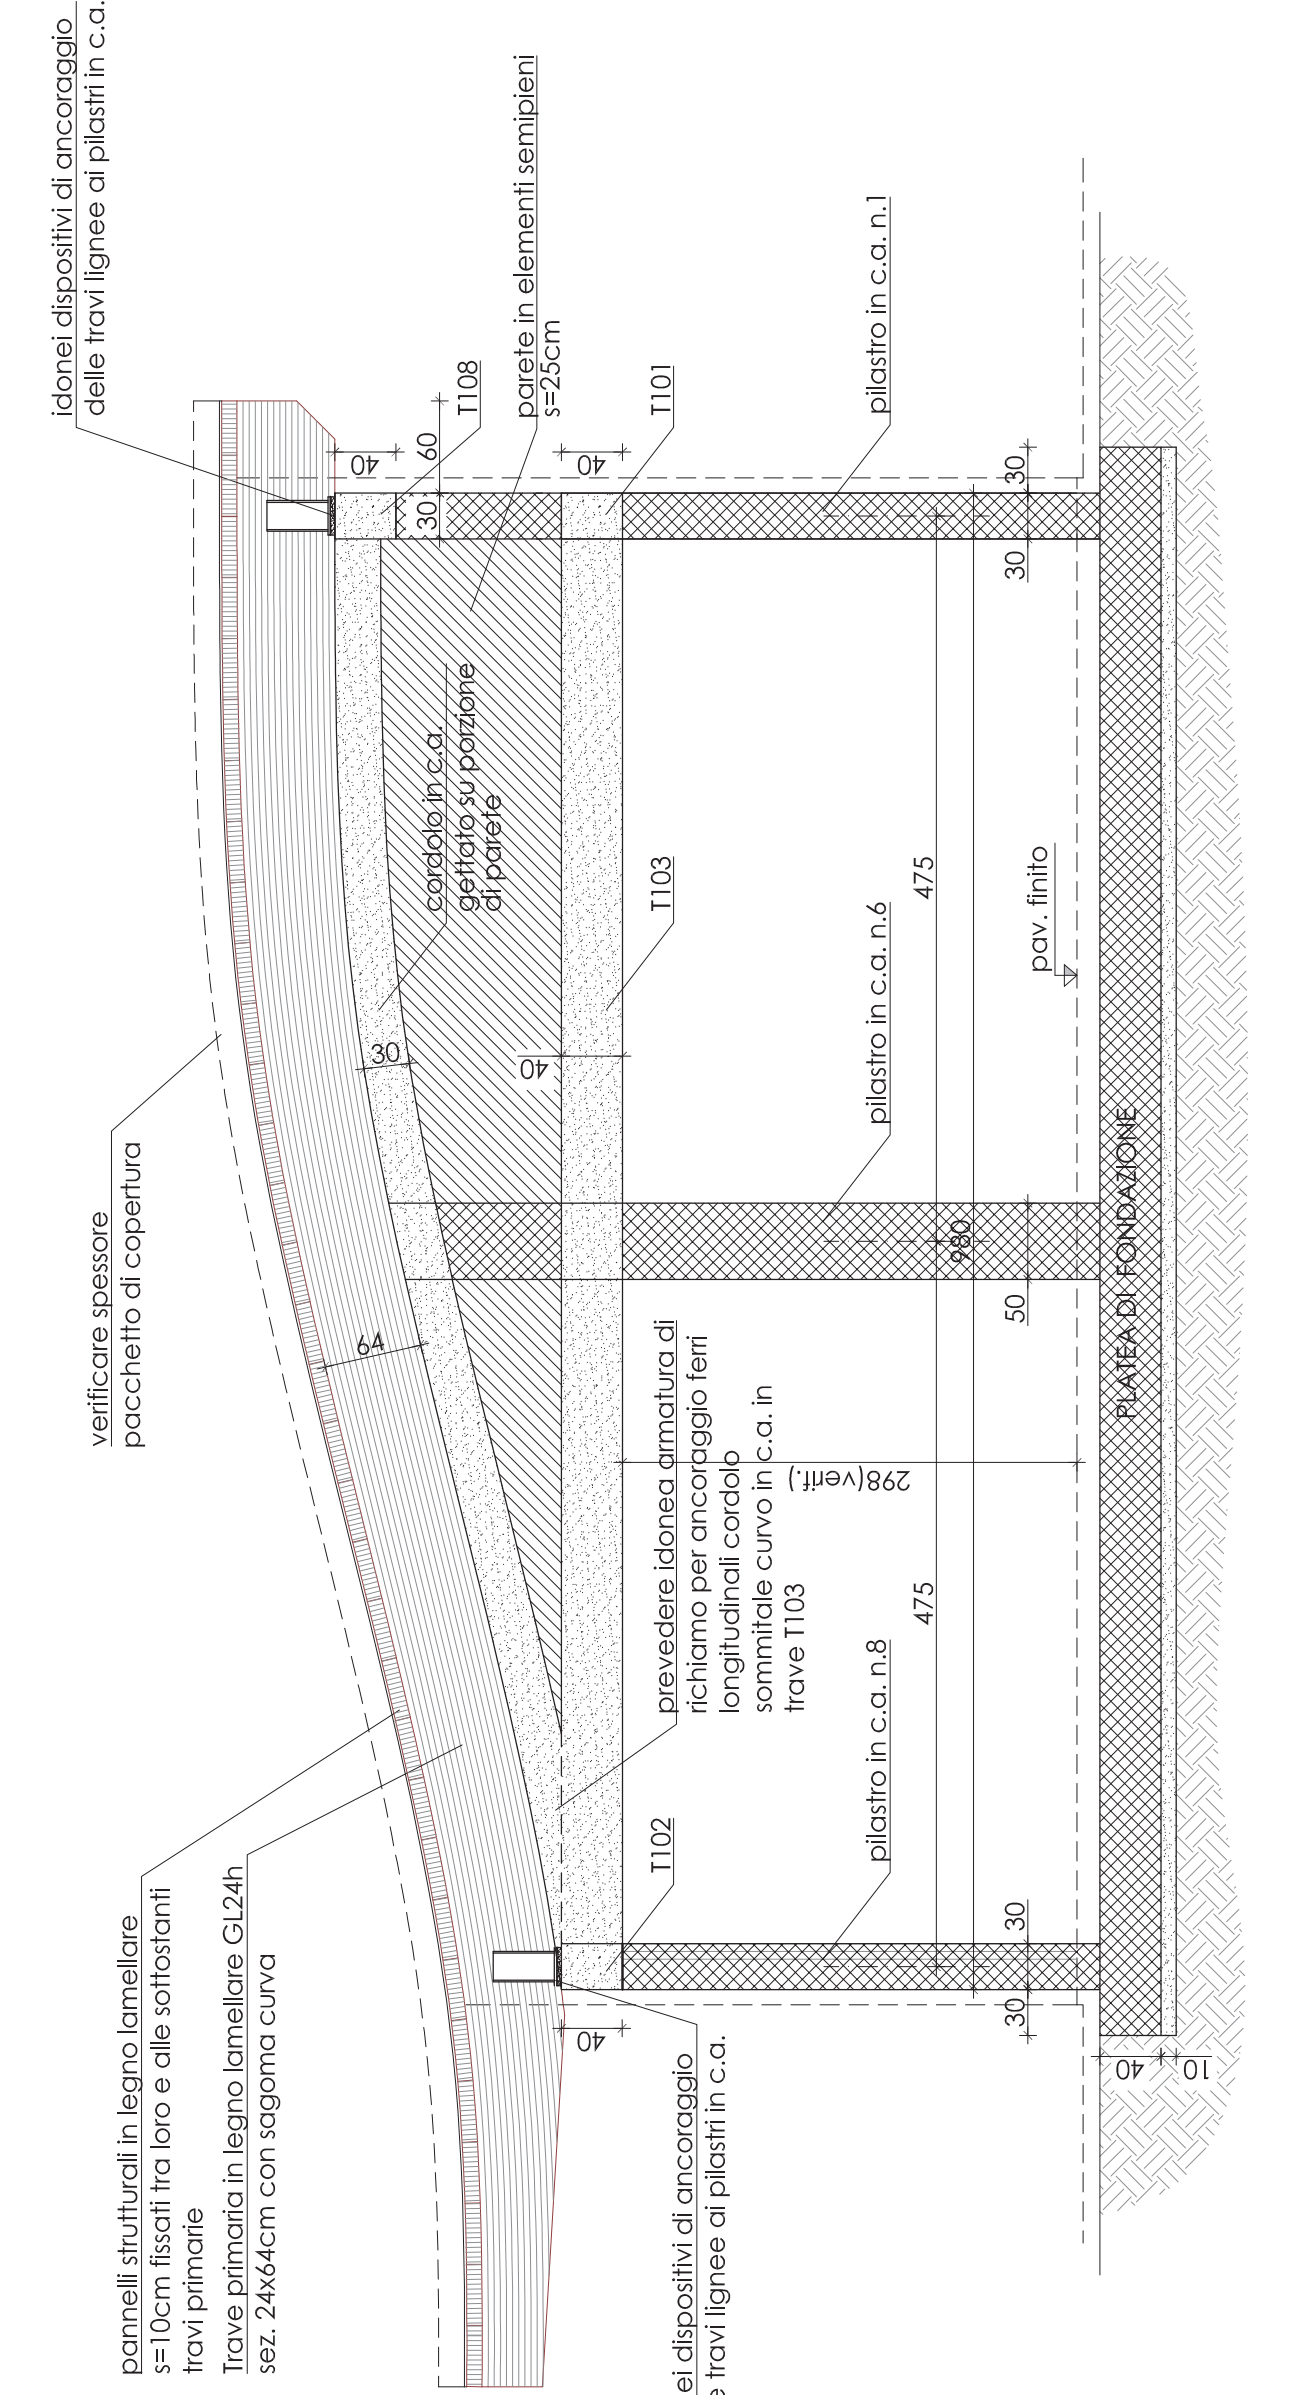 idonei dispositivi di ancoraggio
delle travi lignee ai pilastri in c.a.
verificare spessore
pacchetto di copertura
pannelli strutturali in legno lamellare
s=10cm fissati tra loro e alle sottostanti
travi primarie
Trave primaria in legno lamellare GL24h
sez. 24x64cm con sagoma curva
64
30
cordolo in c.a.
gettato su porzione
di parete
T108
40
60
30
parete in elementi semipieni
s=25cm
40
T101
40
T103
prevedere idonea armatura di
richiamo per ancoraggio ferri
longitudinali cordolo
sommitale curvo in c.a. in
trave T103
T102
40
ei dispositivi di ancoraggio
e travi lignee ai pilastri in c.a.
298(verif.)
pilastro in c.a. n.8
pilastro in c.a. n.6
pilastro in c.a. n.1
475
475
980
30
30
50
30
30
pav. finito
PLATEA DI FONDAZIONE
40
10